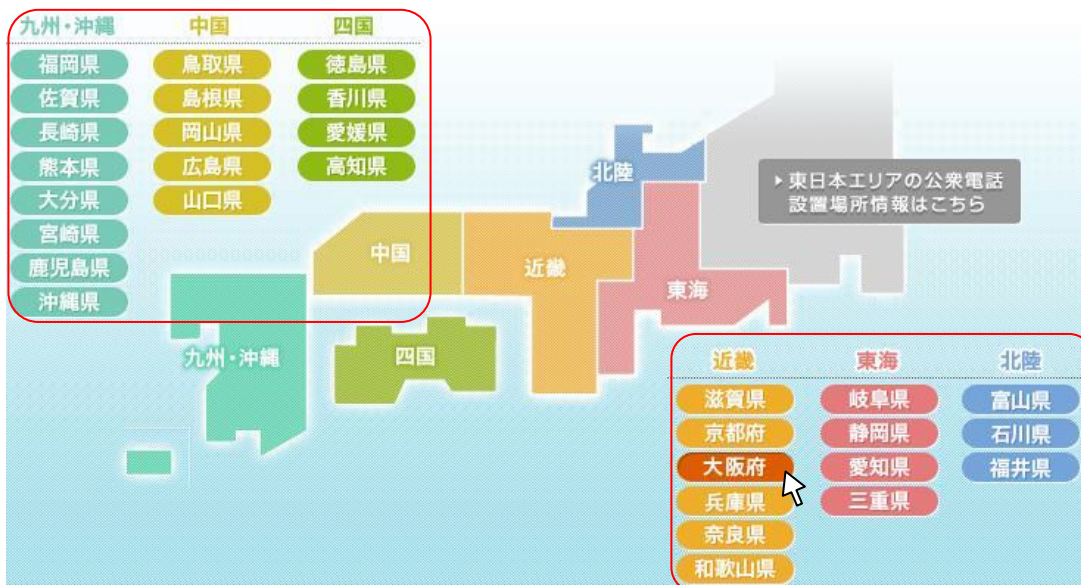 九州・沖縄
福岡県
佐賀県
長崎県
熊本県
大分県
宮崎県
鹿児島県
沖縄県
中国
鳥取県
島根県
岡山県
広島県
山口県
四国
徳島県
香川県
愛媛県
高知県
北陸
東日本エリアの公衆電話
設置場所情報はこちら
中国
近畿
東海
九州・沖縄
四国
近畿
滋賀県
京都府
大阪府
兵庫県
奈良県
和歌山県
東海
岐阜県
静岡県
愛知県
三重県
北陸
富山県
石川県
福井県